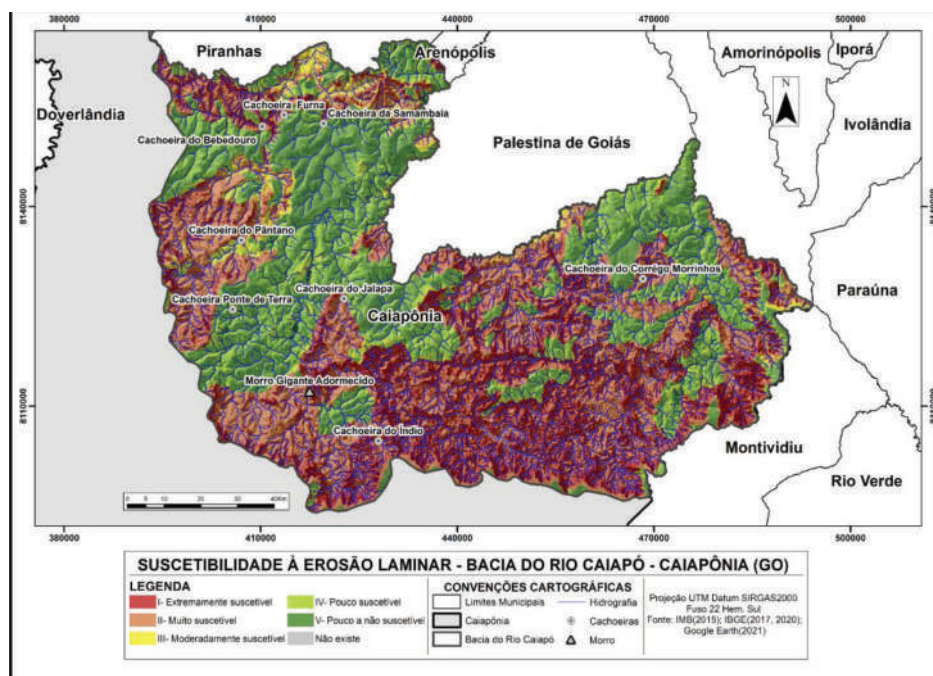 380000 410000 440000 470000 500000
Piranhas
Arenópolis
Amorinópolis
Iporá
N
Doverlândia
Cachoeira Furna
Cachoeira da Samambaia
Cachoeira do Bebedouro
Ivolândia
Palestina de Goiás
8140000
8140000
Cachoeira do Pântano
Cachoeira do Corrégo Morrinhos
Cachoeira do Jalapa
Cachoeira Ponte de Terra
Caiapônia
Paraúna
Morro Gigante Adormecido
8110000
8110000
Cachoeira do Índio
Montividiu
Rio Verde
0 5 10 20 30 40Km
380000 410000 440000 470000 500000
SUSCETIBILIDADE À EROSÃO LAMINAR - BACIA DO RIO CAIAPÓ - CAIAPÔNIA (GO)
LEGENDA
I- Extremamente suscetível
II- Muito suscetível
III- Moderadamente suscetível
IV- Pouco suscetível
V- Pouco a não suscetível
Não existe
CONVENÇÕES CARTOGRÁFICAS
Limites Municipais
Caiapônia
Bacia do Rio Caiapó
Hidrografia
Cachoeiras
Morro
Projeção UTM Datum SIRGAS2000
Fuso 22 Hem. Sul
Fonte: IMB(2015); IBGE(2017, 2020);
Google Earth(2021)